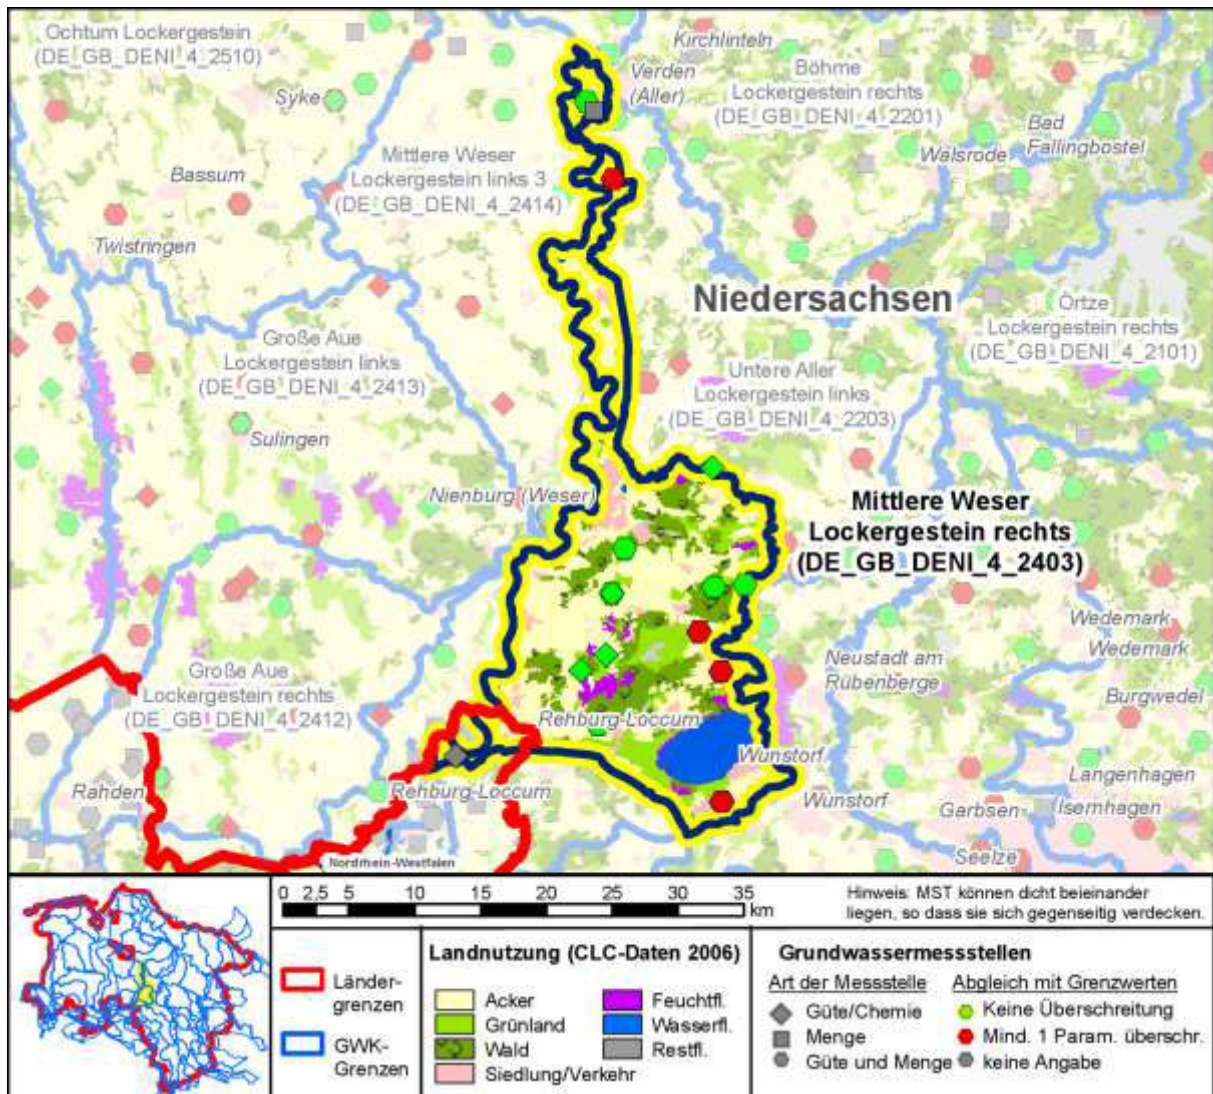 Ochtum Lockergestein
(DE_GB_DENI_4_2510)
Kirchlinteln
Verden
(Aller)
Böhme
Lockergestein rechts
(DE_GB_DENI_4_2201)
Syke
Bad
Fallingbostel
Walsrode
Mittlere Weser
Lockergestein links 3
(DE_GB_DENI_4_2414)
Bassum
Twistringen
Niedersachsen
Örtze
Lockergestein rechts
(DE_GB_DENI_4_2101)
Große Aue
Lockergestein links
(DE_GB_DENI_4_2413)
Untere Aller
Lockergestein links
(DE_GB_DENI_4_2203)
Sulingen
Nienburg (Weser)
Mittlere Weser
Lockergestein rechts
(DE_GB_DENI_4_2403)
Wedemark
Wedemark
Neustadt am
Rübenberge
Große Aue
Lockergestein rechts
(DE_GB_DENI_4_2412)
Burgwedel
Rehburg-Loccum
Wunstorf
Langenhagen
Rahden
Rehburg-Loccum
Wunstorf
Garbsen
Isernhagen
Seelze
Nordrhein-Westfalen
0 2,5 5 10 15 20 25 30 35
km
Hinweis: MST können dicht beieinander
liegen, so dass sie sich gegenseitig verdecken.
Länder-
grenzen
GWK-
Grenzen
Landnutzung (CLC-Daten 2006)
Acker
Grünland
Wald
Siedlung/Verkehr
Feuchtfl.
Wasserfl.
Restfl.
Grundwassermessstellen
Art der Messstelle
Güte/Chemie
Menge
Güte und Menge
Abgleich mit Grenzwerten
Keine Überschreitung
Mind. 1 Param. überschr.
keine Angabe